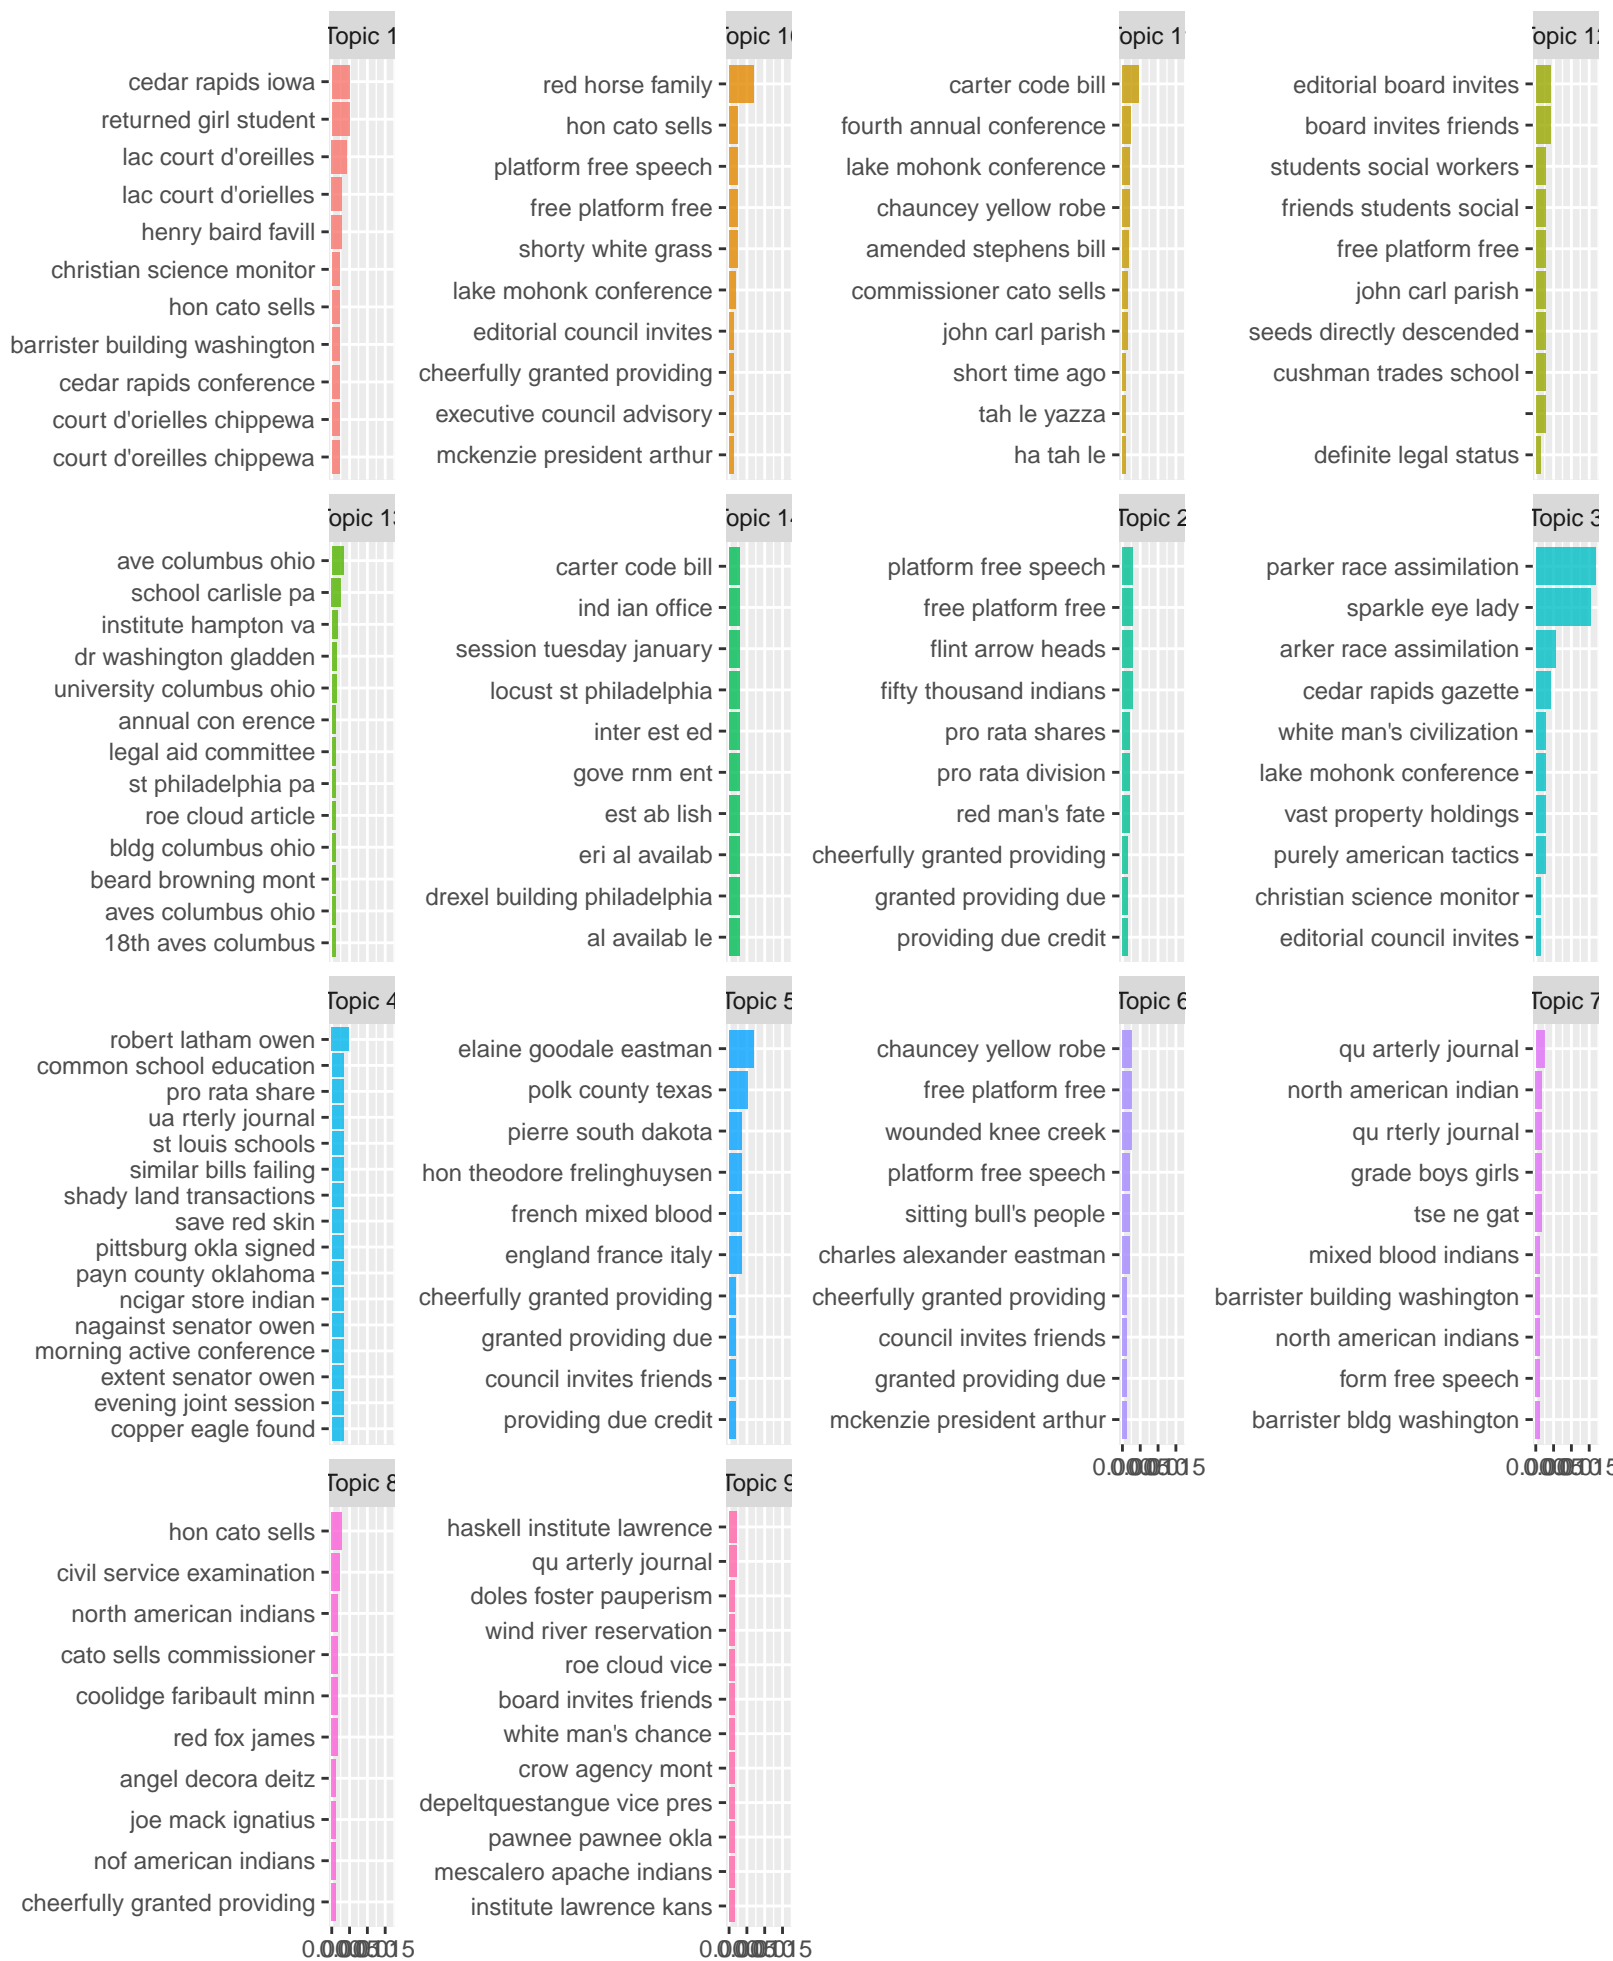 Topic 1
cedar rapids iowa
returned girl student
lac court d'oreilles
lac court d'orielles
henry baird favill
christian science monitor
hon cato sells
barrister building washington
cedar rapids conference
court d'orielles chippewa
court d'oreilles chippewa
opic 1
red horse family
hon cato sells
platform free speech
free platform free
shorty white grass
lake mohonk conference
editorial council invites
cheerfully granted providing
executive council advisory
mckenzie president arthur
opic 1
carter code bill
fourth annual conference
lake mohonk conference
chauncey yellow robe
amended stephens bill
commissioner cato sells
john carl parish
short time ago
tah le yazza
ha tah le
opic 1
editorial board invites
board invites friends
students social workers
friends students social
free platform free
john carl parish
seeds directly descended
cushman trades school
definite legal status
opic 1
ave columbus ohio
school carlisle pa
institute hampton va
dr washington gladden
university columbus ohio
annual con erence
legal aid committee
st philadelphia pa
roe cloud article
bldg columbus ohio
beard browning mont
aves columbus ohio
18th aves columbus
opic 1
carter code bill
ind ian office
session tuesday january
locust st philadelphia
inter est ed
gove rnm ent
est ab lish
eri al availab
drexel building philadelphia
al availab le
Topic 2
platform free speech
free platform free
flint arrow heads
fifty thousand indians
pro rata shares
pro rata division
red man's fate
cheerfully granted providing
granted providing due
providing due credit
Topic 3
parker race assimilation
sparkle eye lady
arker race assimilation
cedar rapids gazette
white man's civilization
lake mohonk conference
vast property holdings
purely american tactics
christian science monitor
editorial council invites
Topic 4
robert latham owen
common school education
pro rata share
ua rterly journal
st louis schools
similar bills failing
shady land transactions
save red skin
pittsburg okla signed
payn county oklahoma
ncigar store indian
nagainst senator owen
morning active conference
extent senator owen
evening joint session
copper eagle found
Topic 5
elaine goodale eastman
polk county texas
pierre south dakota
hon theodore frelinghuysen
french mixed blood
england france italy
cheerfully granted providing
granted providing due
council invites friends
providing due credit
Topic 6
chauncey yellow robe
free platform free
wounded knee creek
platform free speech
sitting bull's people
charles alexander eastman
cheerfully granted providing
council invites friends
granted providing due
mckenzie president arthur
Topic 7
qu arterly journal
north american indian
qu rterly journal
grade boys girls
tse ne gat
mixed blood indians
barrister building washington
north american indians
form free speech
barrister bldg washington
Topic 8
hon cato sells
civil service examination
north american indians
cato sells commissioner
coolidge faribault minn
red fox james
angel decora deitz
joe mack ignatius
nof american indians
cheerfully granted providing
Topic 9
haskell institute lawrence
qu arterly journal
doles foster pauperism
wind river reservation
roe cloud vice
board invites friends
white man's chance
crow agency mont
depeltquestangue vice pres
pawnee pawnee okla
mescalero apache indians
institute lawrence kans